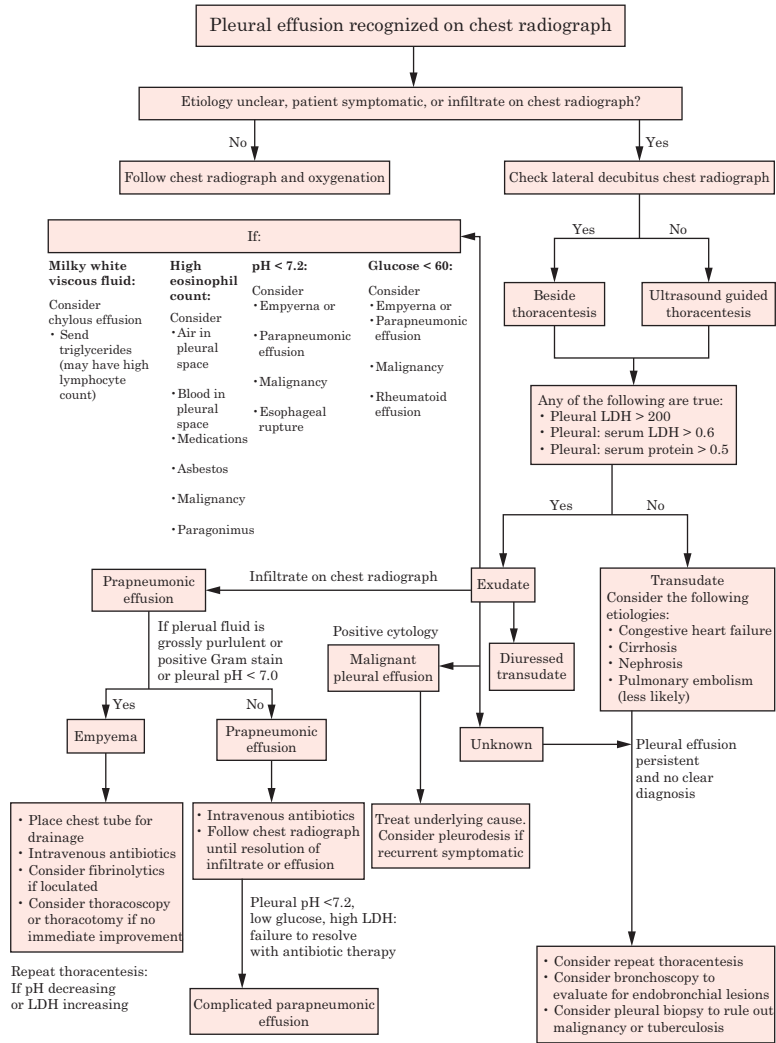 Pleural effusion recognized on chest radiograph
Etiology unclear, patient symptomatic, or infiltrate on chest radiograph?
No
Yes
Follow chest radiograph and oxygenation
Check lateral decubitus chest radiograph
Yes
No
Beside
thoracentesis
Ultrasound guided
thoracentesis
If:
Milky white
viscous fluid:
Consider
chylous effusion
• Send
triglycerides
(may have high
lymphocyte
count)
High
eosinophil
count:
Consider
• Air in
pleural
space
• Blood in
pleural
space
• Medications
• Asbestos
• Malignancy
• Paragonimus
pH < 7.2:
Consider
• Empyerna or
• Parapneumonic
effusion
• Malignancy
• Esophageal
rupture
Glucose < 60:
Consider
• Empyerna or
• Parapneumonic
effusion
• Malignancy
• Rheumatoid
effusion
Any of the following are true:
• Pleural LDH > 200
• Pleural: serum LDH > 0.6
• Pleural: serum protein > 0.5
Yes
No
Exudate
Infiltrate on chest radiograph
Prapneumonic
effusion
Transudate
Consider the following
etiologies:
• Congestive heart failure
• Cirrhosis
• Nephrosis
• Pulmonary embolism
(less likely)
If plerual fluid is
grossly purlulent or
positive Gram stain
or pleural pH < 7.0
Positive cytology
Malignant
pleural effusion
Diuressed
transudate
Yes
No
Empyema
Prapneumonic
effusion
Unknown
Pleural effusion
persistent
and no clear
diagnosis
• Place chest tube for
drainage
• Intravenous antibiotics
• Consider fibrinolytics
if loculated
• Consider thoracoscopy
or thoracotomy if no
immediate improvement
• Intravenous antibiotics
• Follow chest radiograph
until resolution of
infiltrate or effusion
Treat underlying cause.
Consider pleurodesis if
recurrent symptomatic
Pleural pH <7.2,
low glucose, high LDH:
failure to resolve
with antibiotic therapy
Repeat thoracentesis:
If pH decreasing
or LDH increasing
Complicated parapneumonic
effusion
• Consider repeat thoracentesis
• Consider bronchoscopy to
evaluate for endobronchial lesions
• Consider pleural biopsy to rule out
malignancy or tuberculosis